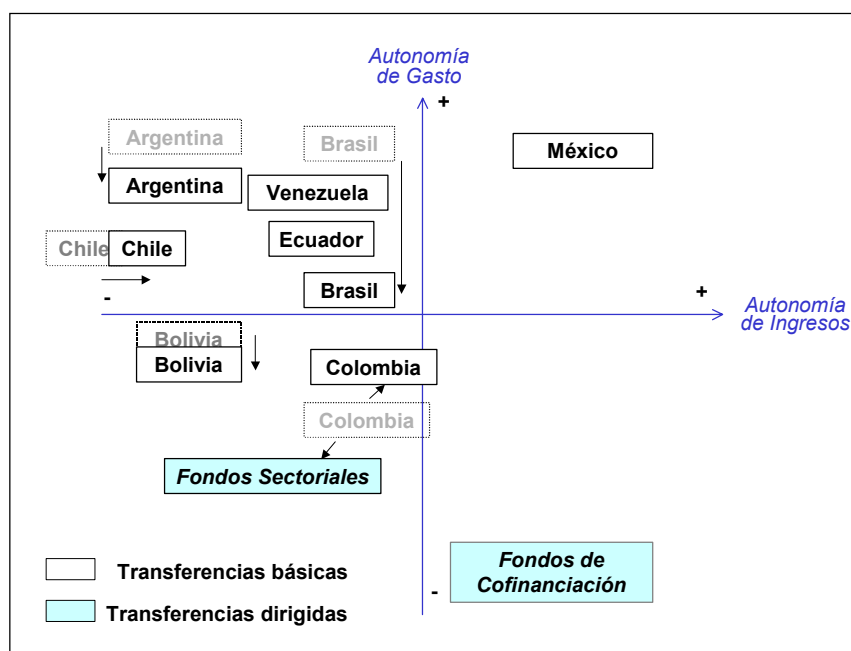 Autonomía
de Gasto
+
Argentina
Brasil
México
Argentina
Venezuela
Ecuador
Chile
Chile
Brasil
-
+
Autonomía
de Ingresos
Bolivia
Bolivia
Colombia
Colombia
Fondos Sectoriales
Fondos de
Cofinanciación
-
Transferencias básicas
Transferencias dirigidas